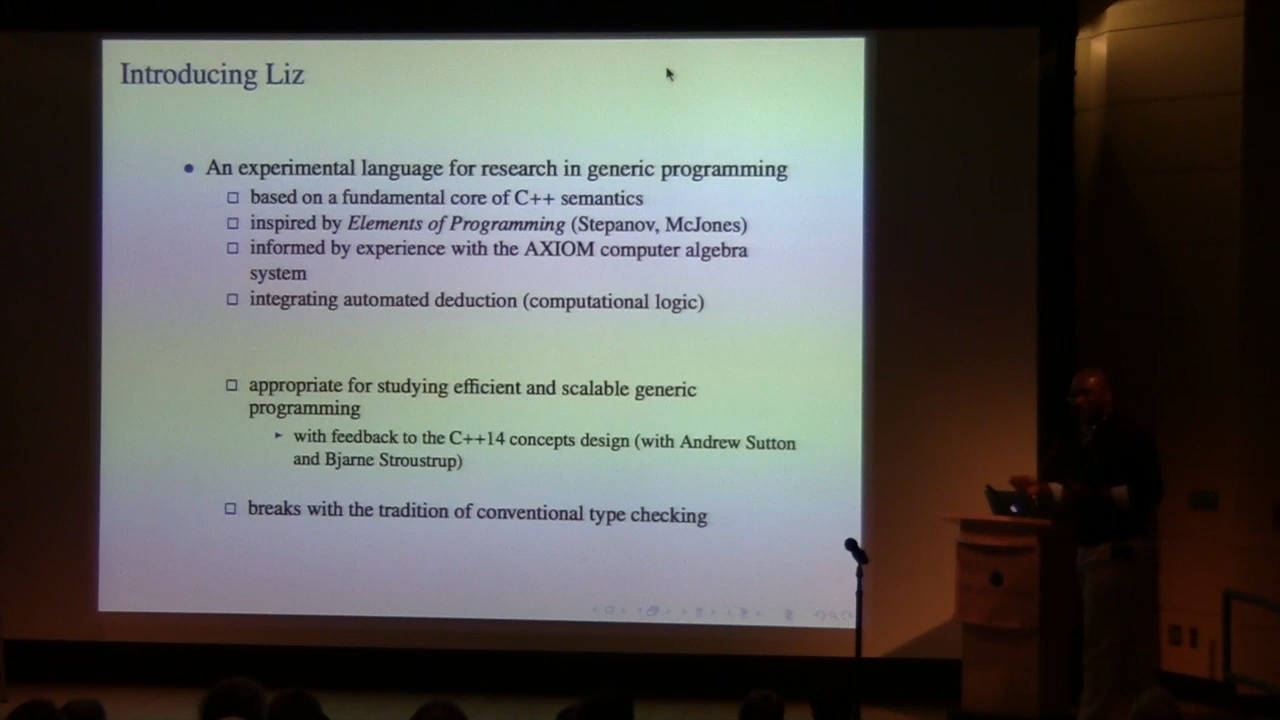 Introducing Liz
An experimental language for research in generic programming
based on a fundamental core of C++ semantics
inspired by Elements of Programming (Stepanov, McJones)
informed by experience with the AXIOM computer algebra
system
integrating automated deduction (computational logic)
appropriate for studying efficient and scalable generic
programming
with feedback to the C++14 concepts design (with Andrew Sutton
and Bjarne Stroustrup)
breaks with the tradition of conventional type checking